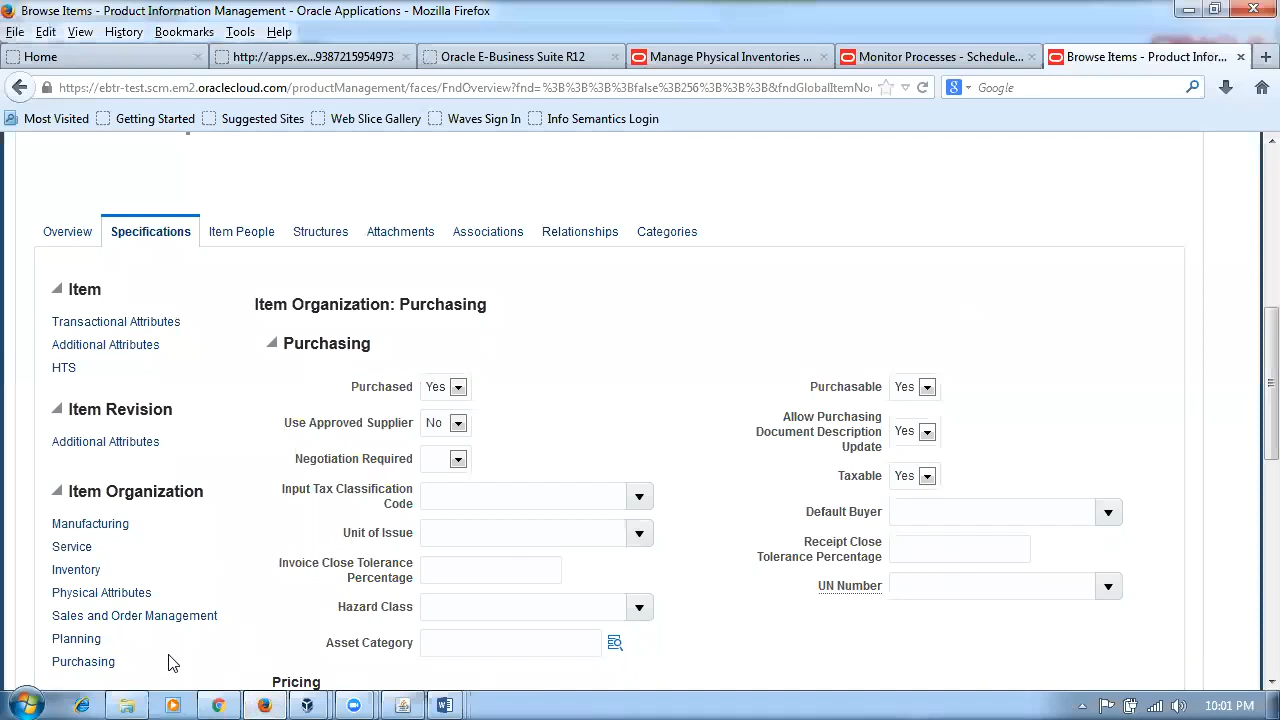 Browse Items - Product Information Management - Oracle Applications - Mozilla Firefox
File Edit View History Bookmarks Tools Help
Home http://apps.ex...9387215954973 Oracle E-Business Suite R12 Manage Physical Inventories ... Monitor Processes - Schedule... Browse Items - Product Infor...
https://ebtr-test.scm.em2.oraclecloud.com/productManagement/faces/FndOverview?fnd=%3B%3B%3B%3Bfalse%3B256%3B%3B%3B&fndGlobalItemNo Google
Most Visited Getting Started Suggested Sites Web Slice Gallery Waves Sign In Info Semantics Login
Overview Specifications Item People Structures Attachments Associations Relationships Categories
Item
Transactional Attributes
Additional Attributes
HTS
Item Revision
Additional Attributes
Item Organization
Manufacturing
Service
Inventory
Physical Attributes
Sales and Order Management
Planning
Purchasing
Item Organization: Purchasing
Purchasing
Purchased Yes
Use Approved Supplier No
Negotiation Required
Input Tax Classification
Code
Unit of Issue
Invoice Close Tolerance
Percentage
Hazard Class
Asset Category
Purchasable Yes
Allow Purchasing
Document Description Yes
Update
Taxable Yes
Default Buyer
Receipt Close
Tolerance Percentage
UN Number
Pricing
10:01 PM